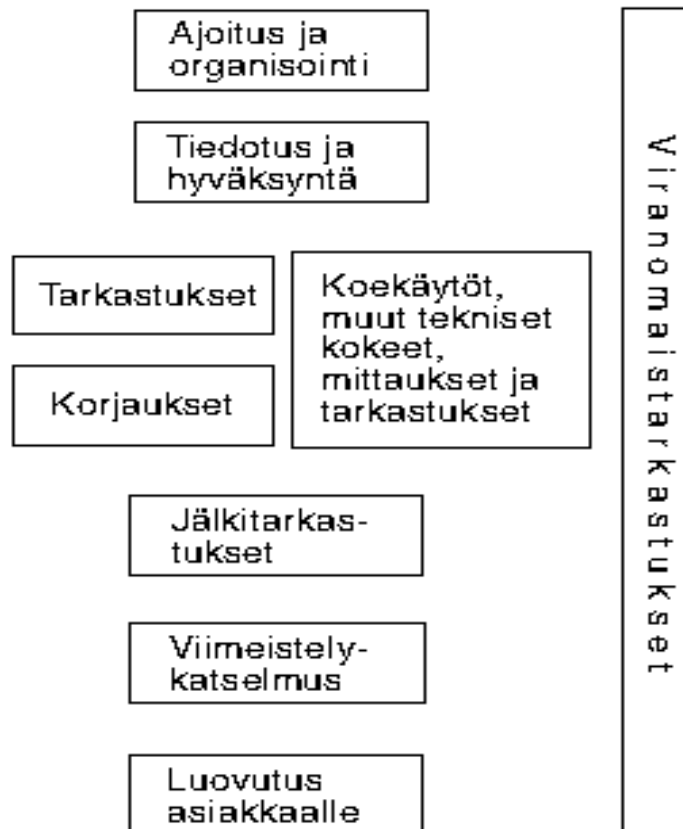 Ajoitus ja
organisointi
Tiedotus ja
hyväksyntä
Tarkastukset
Korjaukset
Koekäytöt,
muut tekniset
kokeet,
mittaukset ja
tarkastukset
Jälkitarkas-
tukset
Viimeistely-
katselmus
Luovutus
asiakkaalle
Viranomaistarkastukset